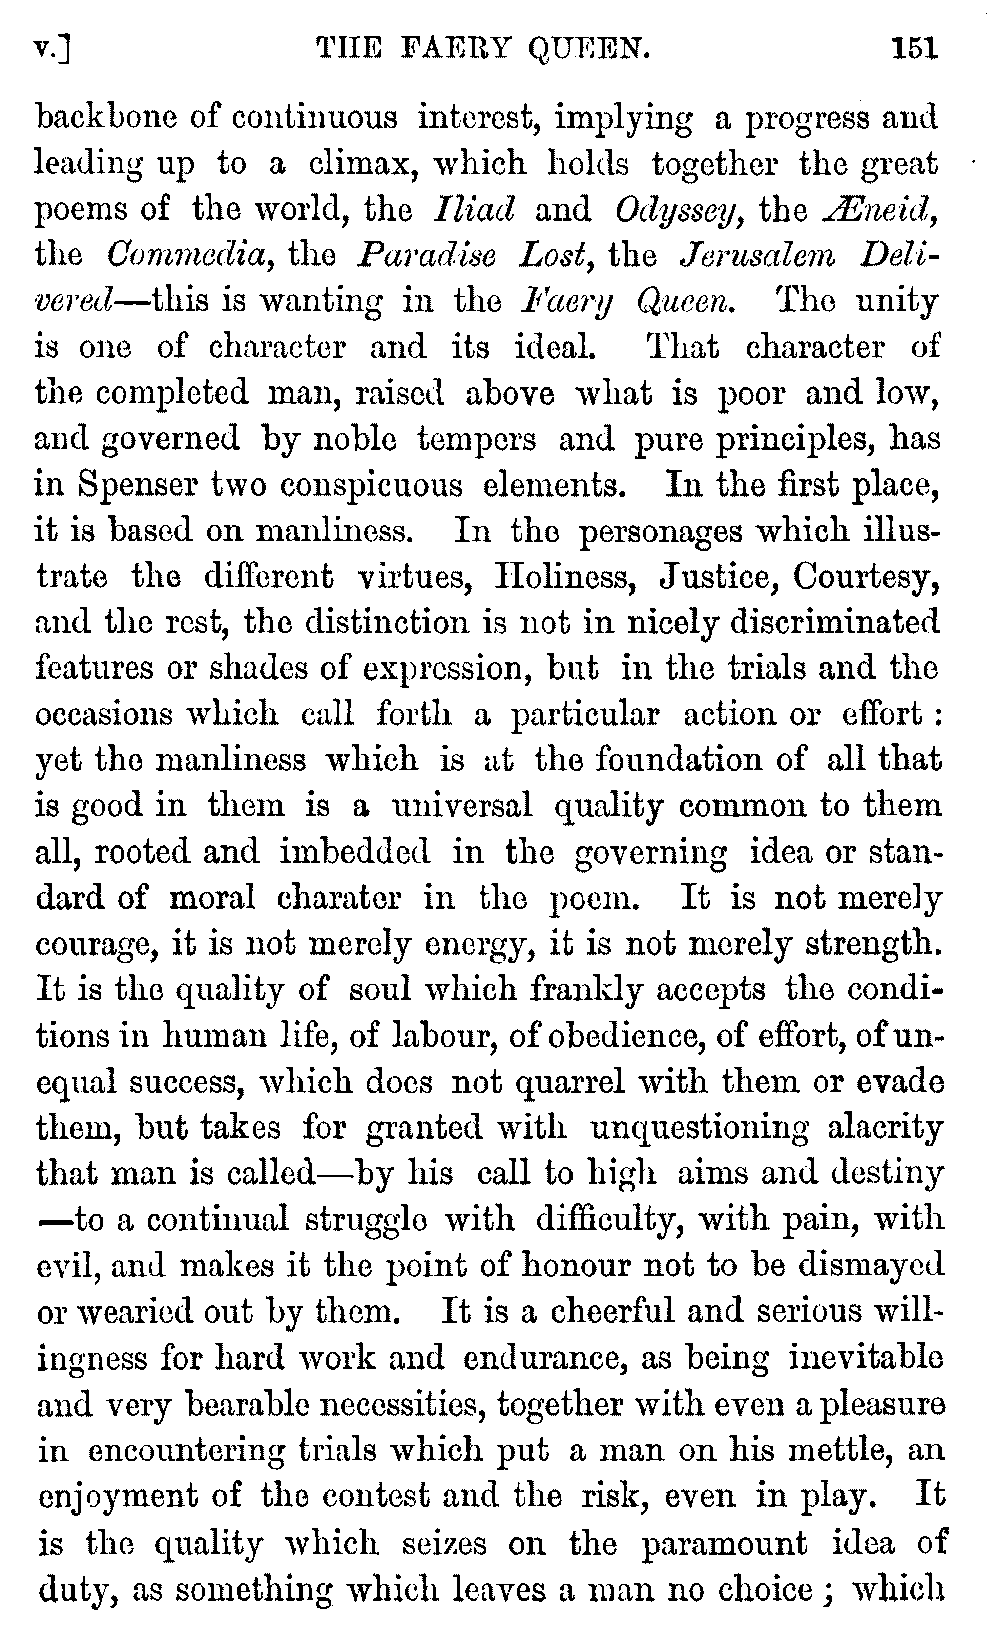 v.] THE FAERY QUEEN. 151
backbone of continuous interest, implying a progress and
leading up to a climax, which holds together the great
poems of the world, the Iliad and Odyssey, the Æneid,
the Commedia, the Paradise Lost, the Jerusalem Deli-
vered—this is wanting in the Faery Queen. The unity
is one of character and its ideal. That character of
the completed man, raised above what is poor and low,
and governed by noble tempers and pure principles, has
in Spenser two conspicuous elements. In the first place,
it is based on manliness. In the personages which illus-
trate the different virtues, Holiness, Justice, Courtesy,
and the rest, the distinction is not in nicely discriminated
features or shades of expression, but in the trials and the
occasions which call forth a particular action or effort :
yet the manliness which is at the foundation of all that
is good in them is a universal quality common to them
all, rooted and imbedded in the governing idea or stan-
dard of moral charater in the poem. It is not merely
courage, it is not merely energy, it is not merely strength.
It is the quality of soul which frankly accepts the condi-
tions in human life, of labour, of obedience, of effort, of un-
equal success, which does not quarrel with them or evade
them, but takes for granted with unquestioning alacrity
that man is called—by his call to high aims and destiny
—to a continual struggle with difficulty, with pain, with
evil, and makes it the point of honour not to be dismayed
or wearied out by them. It is a cheerful and serious will-
ingness for hard work and endurance, as being inevitable
and very bearable necessities, together with even a pleasure
in encountering trials which put a man on his mettle, an
enjoyment of the contest and the risk, even in play. It
is the quality which seizes on the paramount idea of
duty, as something which leaves a man no choice ; which